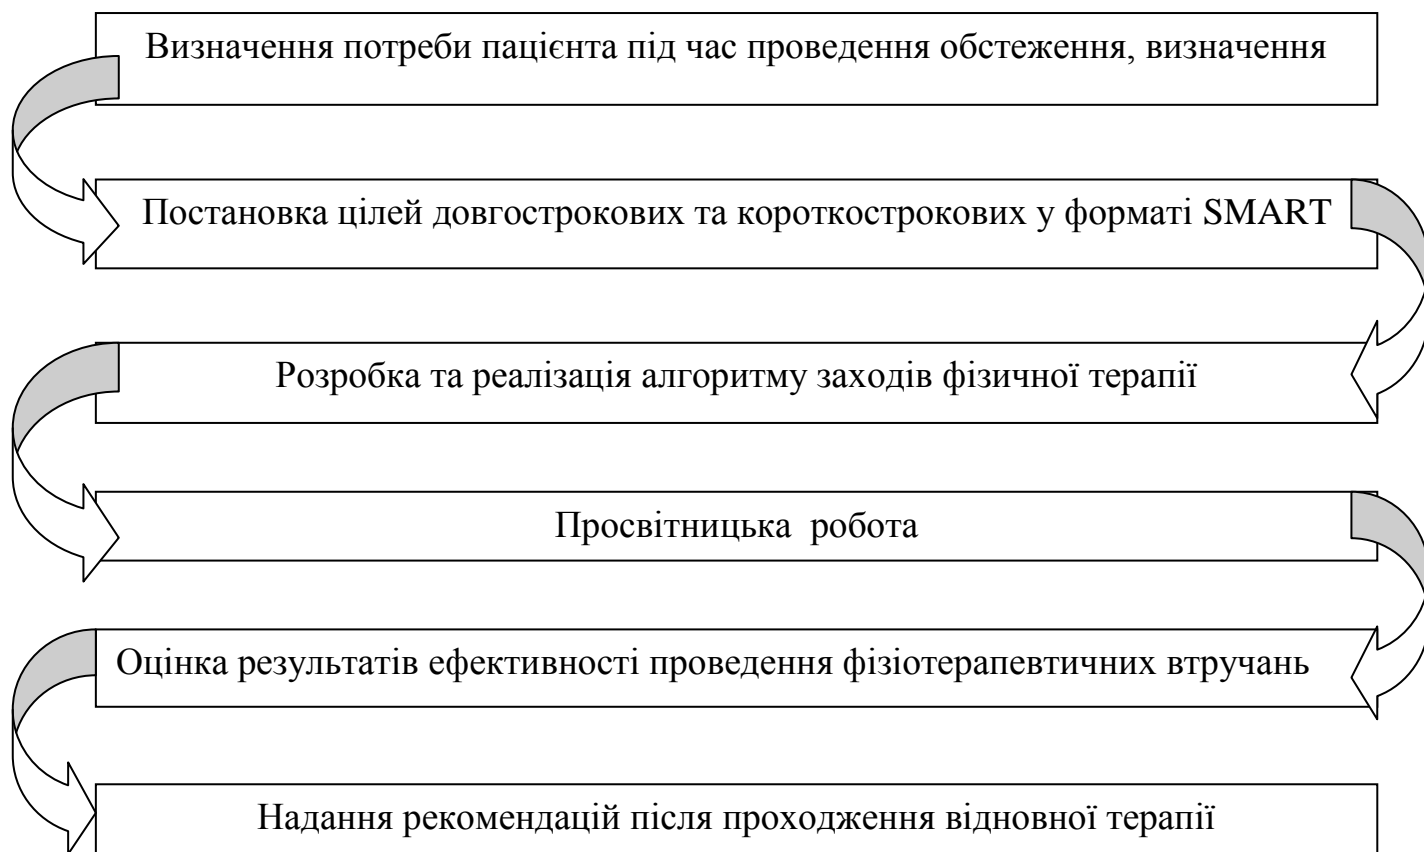 Визначення потреби пацієнта під час проведення обстеження, визначення
Постановка цілей довгострокових та короткострокових у форматі SMART
Розробка та реалізація алгоритму заходів фізичної терапії
Просвітницька робота
Оцінка результатів ефективності проведення фізіотерапевтичних втручань
Надання рекомендацій після проходження відновної терапії